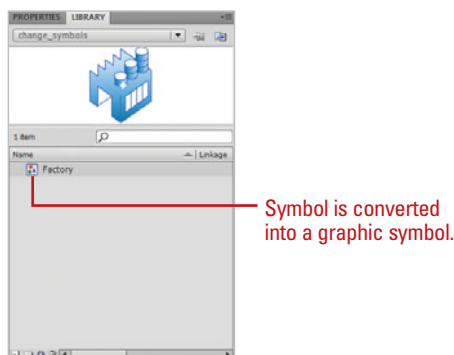 PROPERTIES LIBRARY
change_symbols
1 item
Name Linkage
Factory
Symbol is converted
into a graphic symbol.